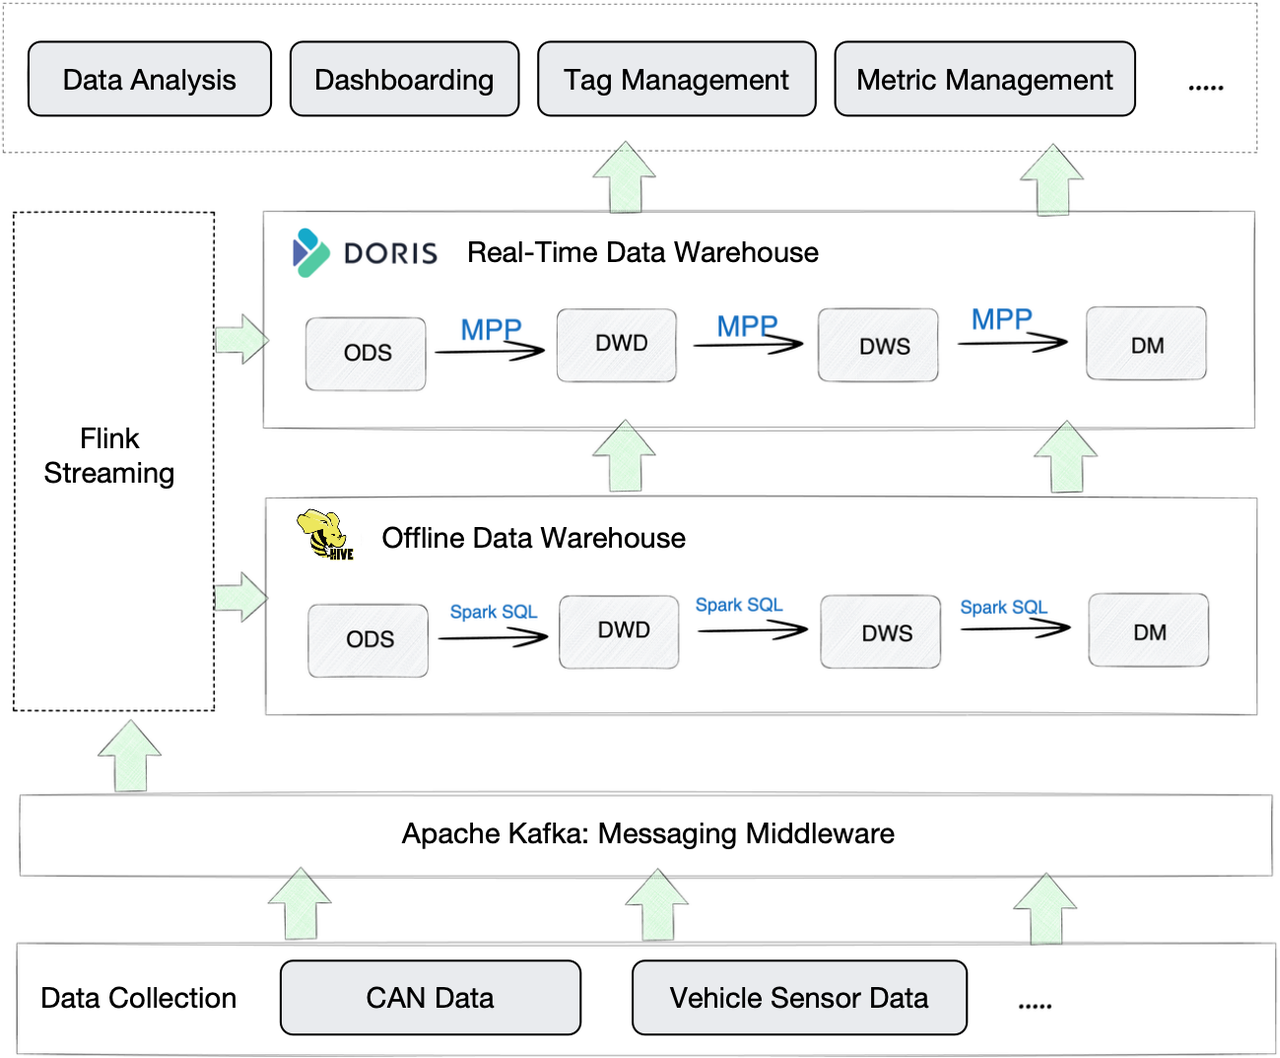 Data Analysis
Dashboarding
Tag Management
Metric Management
.....
DORIS
Real-Time Data Warehouse
ODS
MPP
DWD
MPP
DWS
MPP
DM
Flink
Streaming
HIVE
Offline Data Warehouse
ODS
Spark SQL
DWD
Spark SQL
DWS
Spark SQL
DM
Apache Kafka: Messaging Middleware
Data Collection
CAN Data
Vehicle Sensor Data
.....